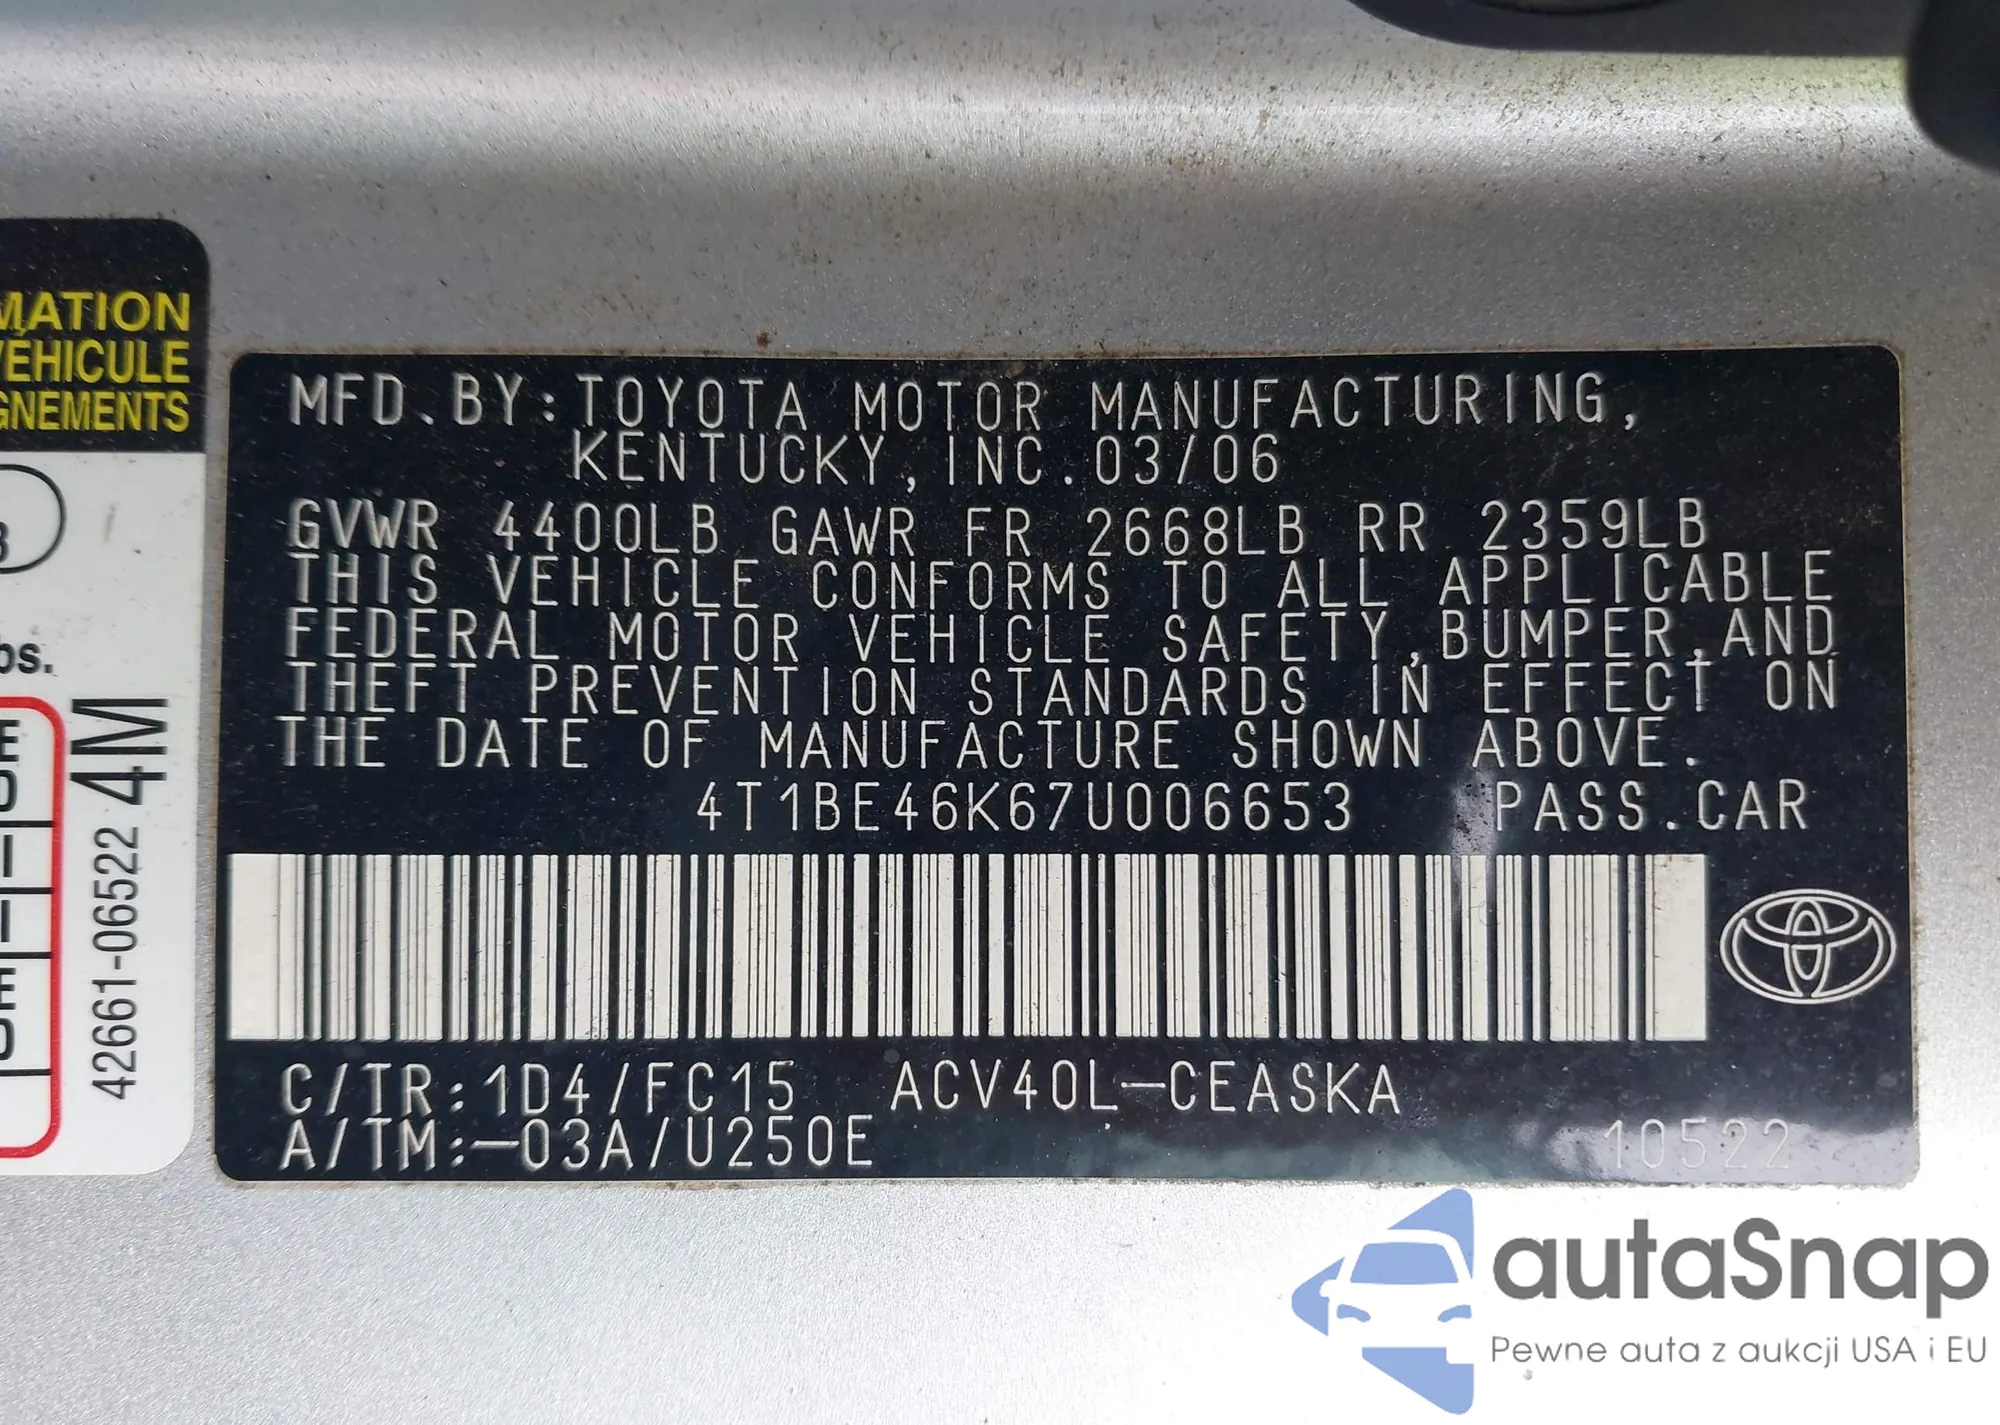 MATION
VÉHICULE
GNEMENTS
bs.
42661-06522 4M
MFD.BY:TOYOTA MOTOR MANUFACTURING,
KENTUCKY,INC.03/06
GVWR 4400LB GAWR FR 2668LB RR 2359LB
THIS VEHICLE CONFORMS TO ALL APPLICABLE
FEDERAL MOTOR VEHICLE SAFETY,BUMPER,AND
THEFT PREVENTION STANDARDS IN EFFECT ON
THE DATE OF MANUFACTURE SHOWN ABOVE.
4T1BE46K67U006653 PASS.CAR
C/TR:1D4/FC15 ACV40L-CEASKA
A/TM:-03A/U250E
10522
autaSnap
Pewne auta z aukcji USA i EU